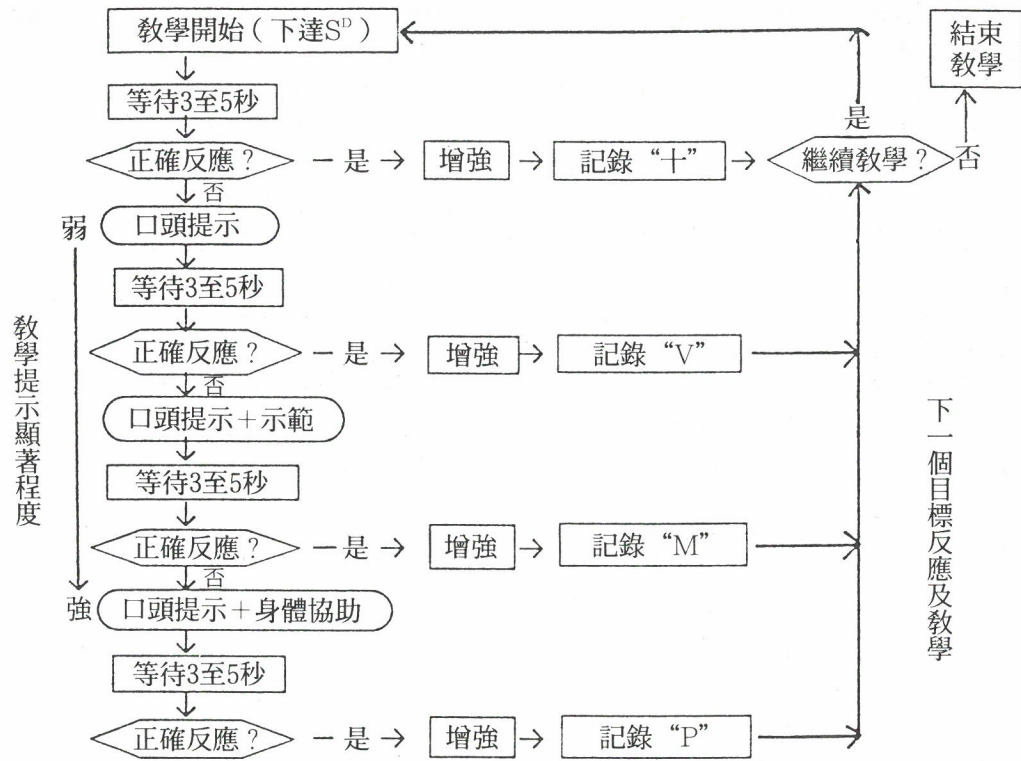 教學開始（下達Sᴰ）
結束
教學
等待3至5秒
是
正確反應？
是
增強
記錄“十”
繼續教學？
否
否
弱
口頭提示
等待3至5秒
正確反應？
是
增強
記錄“V”
否
口頭提示＋示範
等待3至5秒
正確反應？
是
增強
記錄“M”
否
強
口頭提示＋身體協助
等待3至5秒
正確反應？
是
增強
記錄“P”
教學提示顯著程度
下一個目標反應及教學